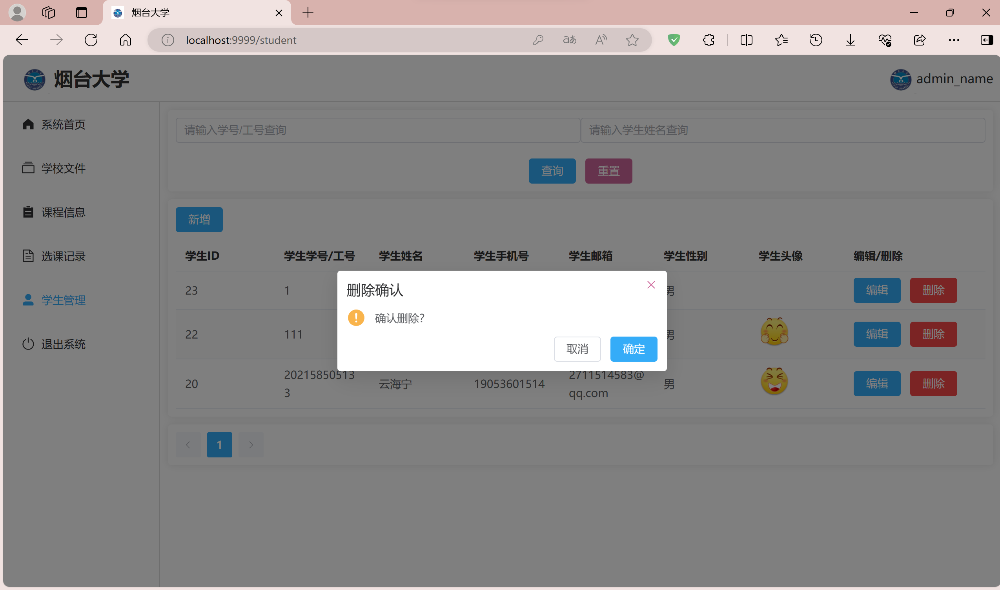 烟台大学
localhost:9999/student
烟台大学
admin_name
系统首页
学校文件
课程信息
选课记录
学生管理
退出系统
请输入学号/工号查询
请输入学生姓名查询
查询
重置
新增
学生ID 学生学号/工号 学生姓名 学生手机号 学生邮箱 学生性别 学生头像 编辑/删除
23 1 男 编辑 删除
22 111 男 编辑 删除
20 20215850513 云海宁 19053601514 2711514583@ 男 编辑 删除
3 qq.com
删除确认
确认删除?
取消
确定
1